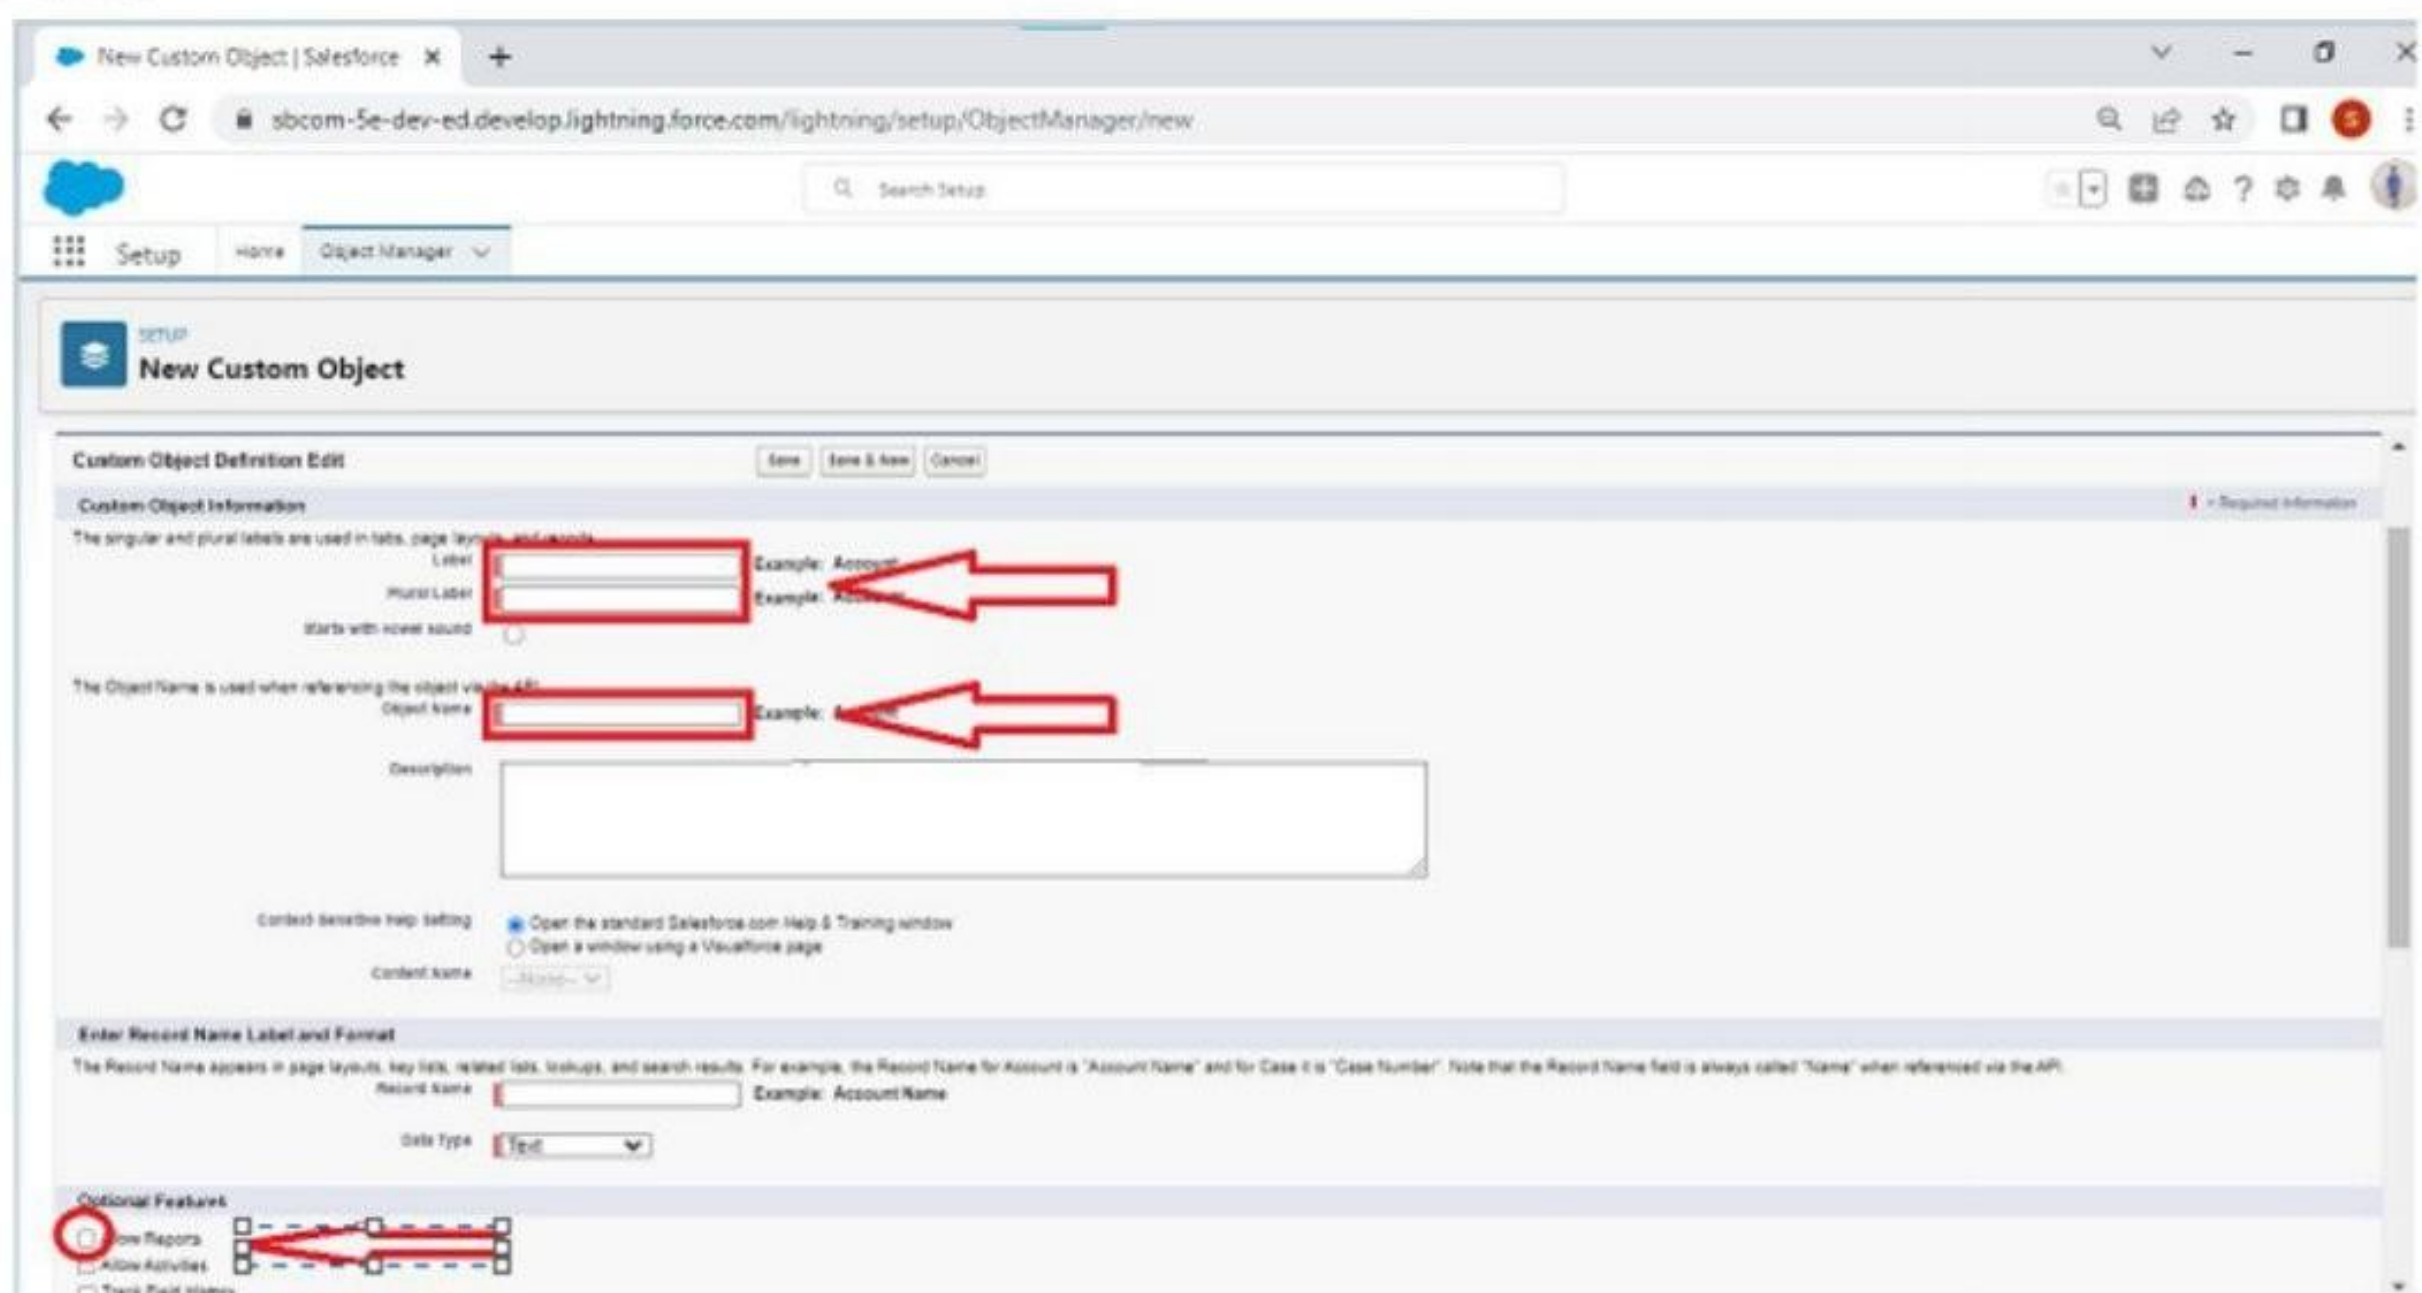 New Custom Object | Salesforce
sbcom-5e-dev-ed.develop.lightning.force.com/lightning/setup/ObjectManager/new
Search Setup
Setup Home Object Manager
SETUP
New Custom Object
Custom Object Definition Edit Save Save & New Cancel
Custom Object Information = Required Information
The singular and plural labels are used in tabs, page layouts, and reports.
Label Example: Account
Plural Label Example:
Starts with vowel sound
The Object Name is used when referencing the object via the API.
Object Name Example:
Description
Context-Sensitive Help Setting Open the standard Salesforce.com Help & Training window
Open a window using a Visualforce page
Content Name --None--
Enter Record Name Label and Format
The Record Name appears in page layouts, key lists, related lists, lookups, and search results. For example, the Record Name for Account is "Account Name" and for Case it is "Case Number". Note that the Record Name field is always called "Name" when referenced via the API.
Record Name Example: Account Name
Data Type Text
Optional Features
Reports
Allow Activities
Track Field History